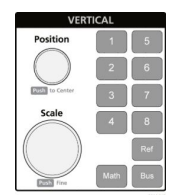 VERTICAL
Position
1 5
2 6
Push to Center
3 7
Scale
4 8
Ref
Push Fine
Math Bus